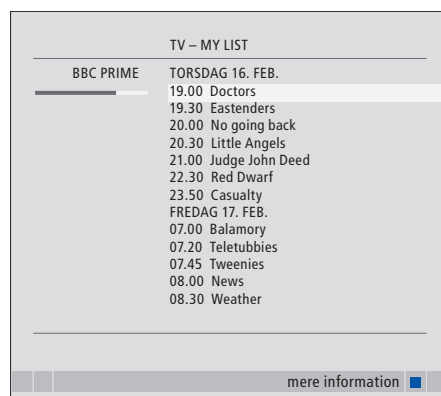 TV – MY LIST
BBC PRIME
TORSDAG 16. FEB.
19.00 Doctors
19.30 Eastenders
20.00 No going back
20.30 Little Angels
21.00 Judge John Deed
22.30 Red Dwarf
23.50 Casualty
FREDAG 17. FEB.
07.00 Balamory
07.20 Teletubbies
07.45 Tweenies
08.00 News
08.30 Weather
mere information